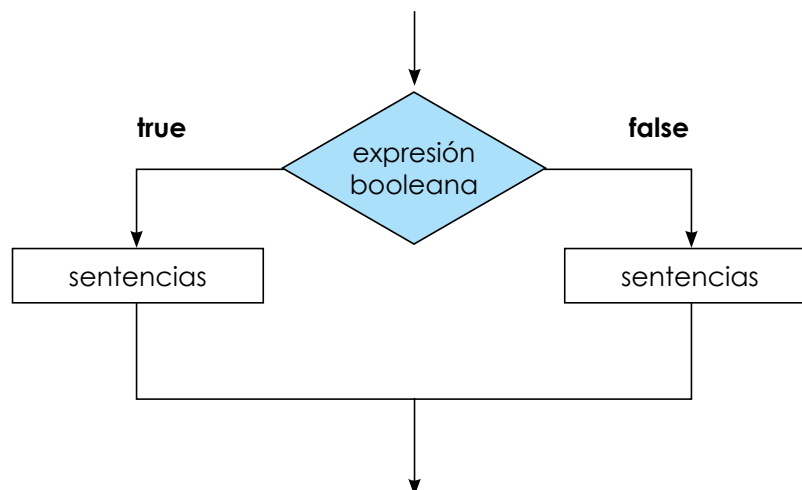 true
false
expresión
booleana
sentencias
sentencias